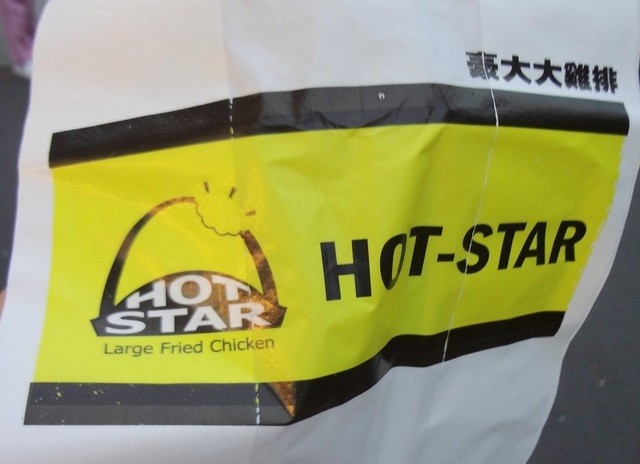 豪大大雞排
HOT-STAR
HOT
STAR
Large Fried Chicken